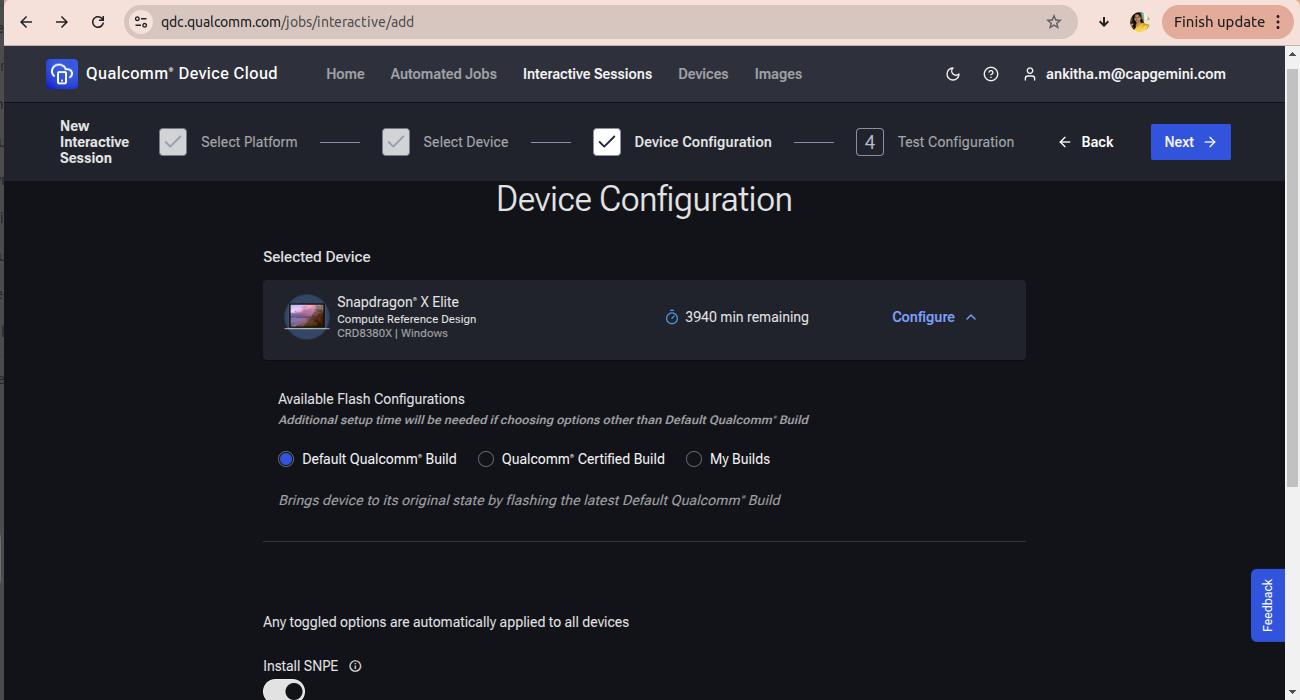 qdc.qualcomm.com/jobs/interactive/add
Finish update
Qualcomm® Device Cloud
Home
Automated Jobs
Interactive Sessions
Devices
Images
ankitha.m@capgemini.com
New
Interactive
Session
Select Platform
Select Device
Device Configuration
4
Test Configuration
Back
Next
Device Configuration
Selected Device
Snapdragon® X Elite
Compute Reference Design
CRD8380X | Windows
3940 min remaining
Configure
Available Flash Configurations
Additional setup time will be needed if choosing options other than Default Qualcomm® Build
Default Qualcomm® Build
Qualcomm® Certified Build
My Builds
Brings device to its original state by flashing the latest Default Qualcomm® Build
Feedback
Any toggled options are automatically applied to all devices
Install SNPE